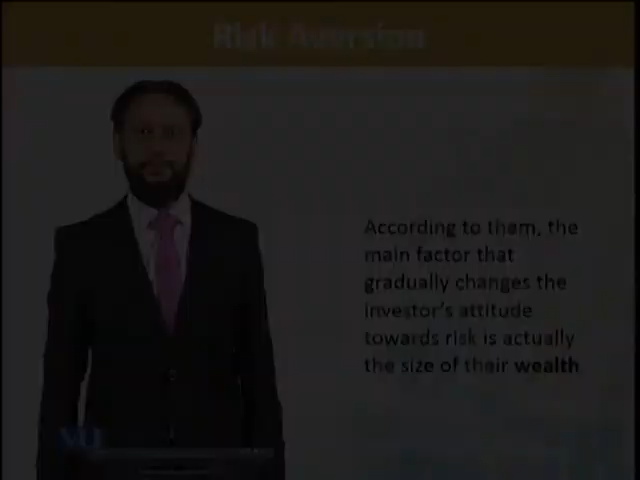 Risk Aversion
According to them, the
main factor that
gradually changes the
investor's attitude
towards risk is actually
the size of their wealth
VU